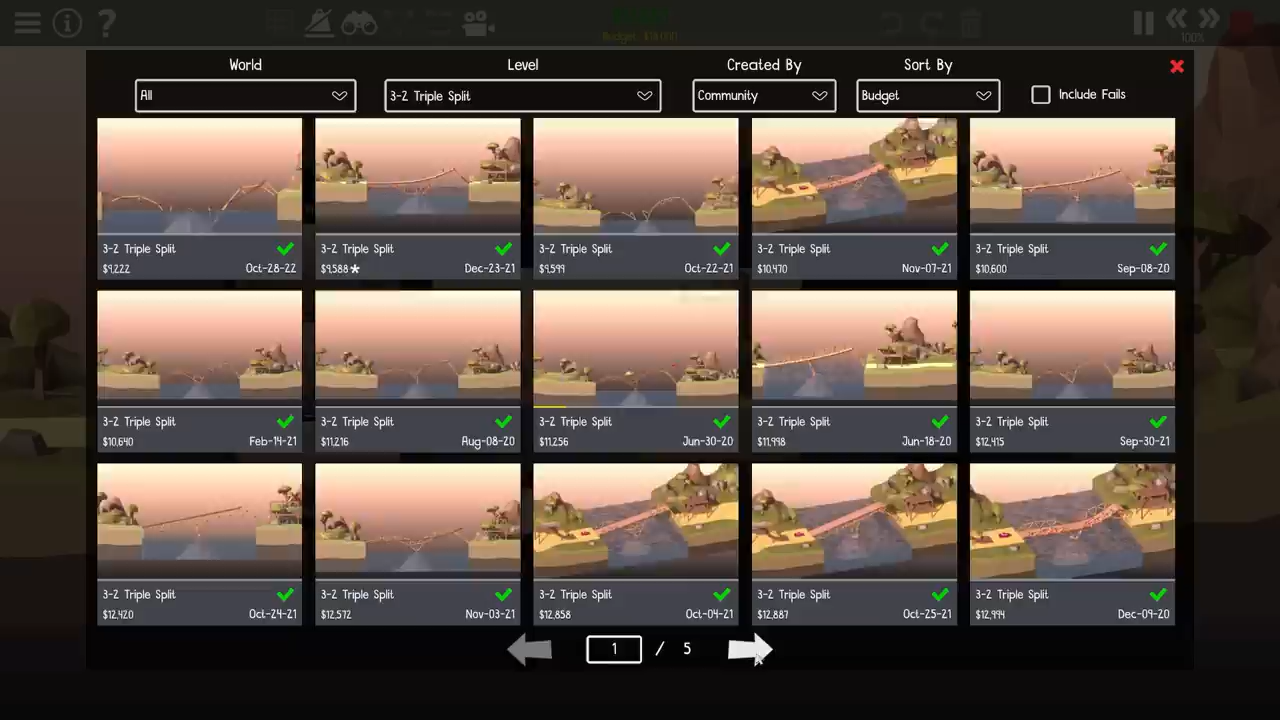 Budget: $18,000
100%
World
Level
Created By
Sort By
All
3-2 Triple Split
Community
Budget
Include Fails
3-2 Triple Split
$9,222
Oct-28-22
3-2 Triple Split
$9,588★
Dec-23-21
3-2 Triple Split
$9,599
Oct-22-21
3-2 Triple Split
$10,470
Nov-07-21
3-2 Triple Split
$10,600
Sep-08-20
3-2 Triple Split
$10,640
Feb-14-21
3-2 Triple Split
$11,216
Aug-08-20
3-2 Triple Split
$11,256
Jun-30-20
3-2 Triple Split
$11,998
Jun-18-20
3-2 Triple Split
$12,415
Sep-30-21
3-2 Triple Split
$12,420
Oct-24-21
3-2 Triple Split
$12,572
Nov-03-21
3-2 Triple Split
$12,858
Oct-04-21
3-2 Triple Split
$12,887
Oct-25-21
3-2 Triple Split
$12,994
Dec-09-20
1 / 5